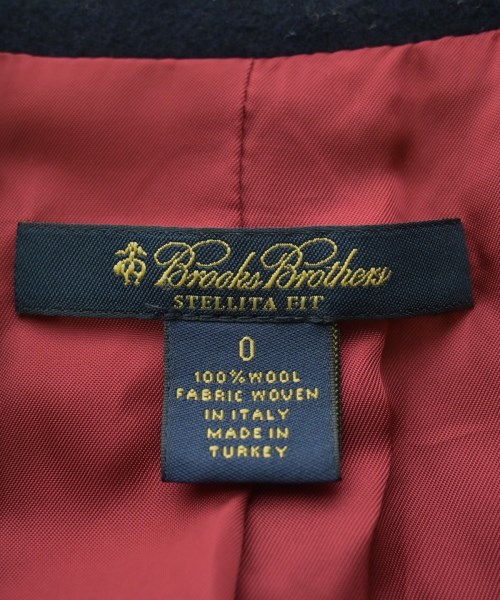 Brooks Brothers
STELLITA FIT
0
100% WOOL
FABRIC WOVEN
IN ITALY
MADE IN
TURKEY